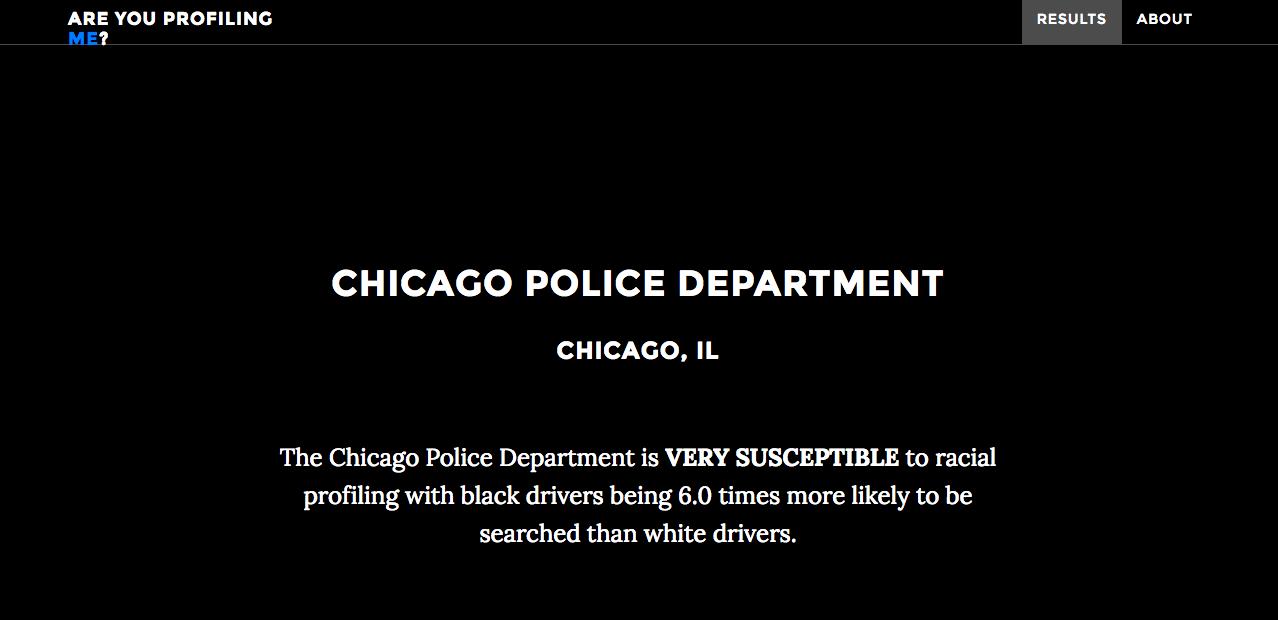 ARE YOU PROFILING
ME?
RESULTS
ABOUT
CHICAGO POLICE DEPARTMENT
CHICAGO, IL
The Chicago Police Department is VERY SUSCEPTIBLE to racial
profiling with black drivers being 6.0 times more likely to be
searched than white drivers.